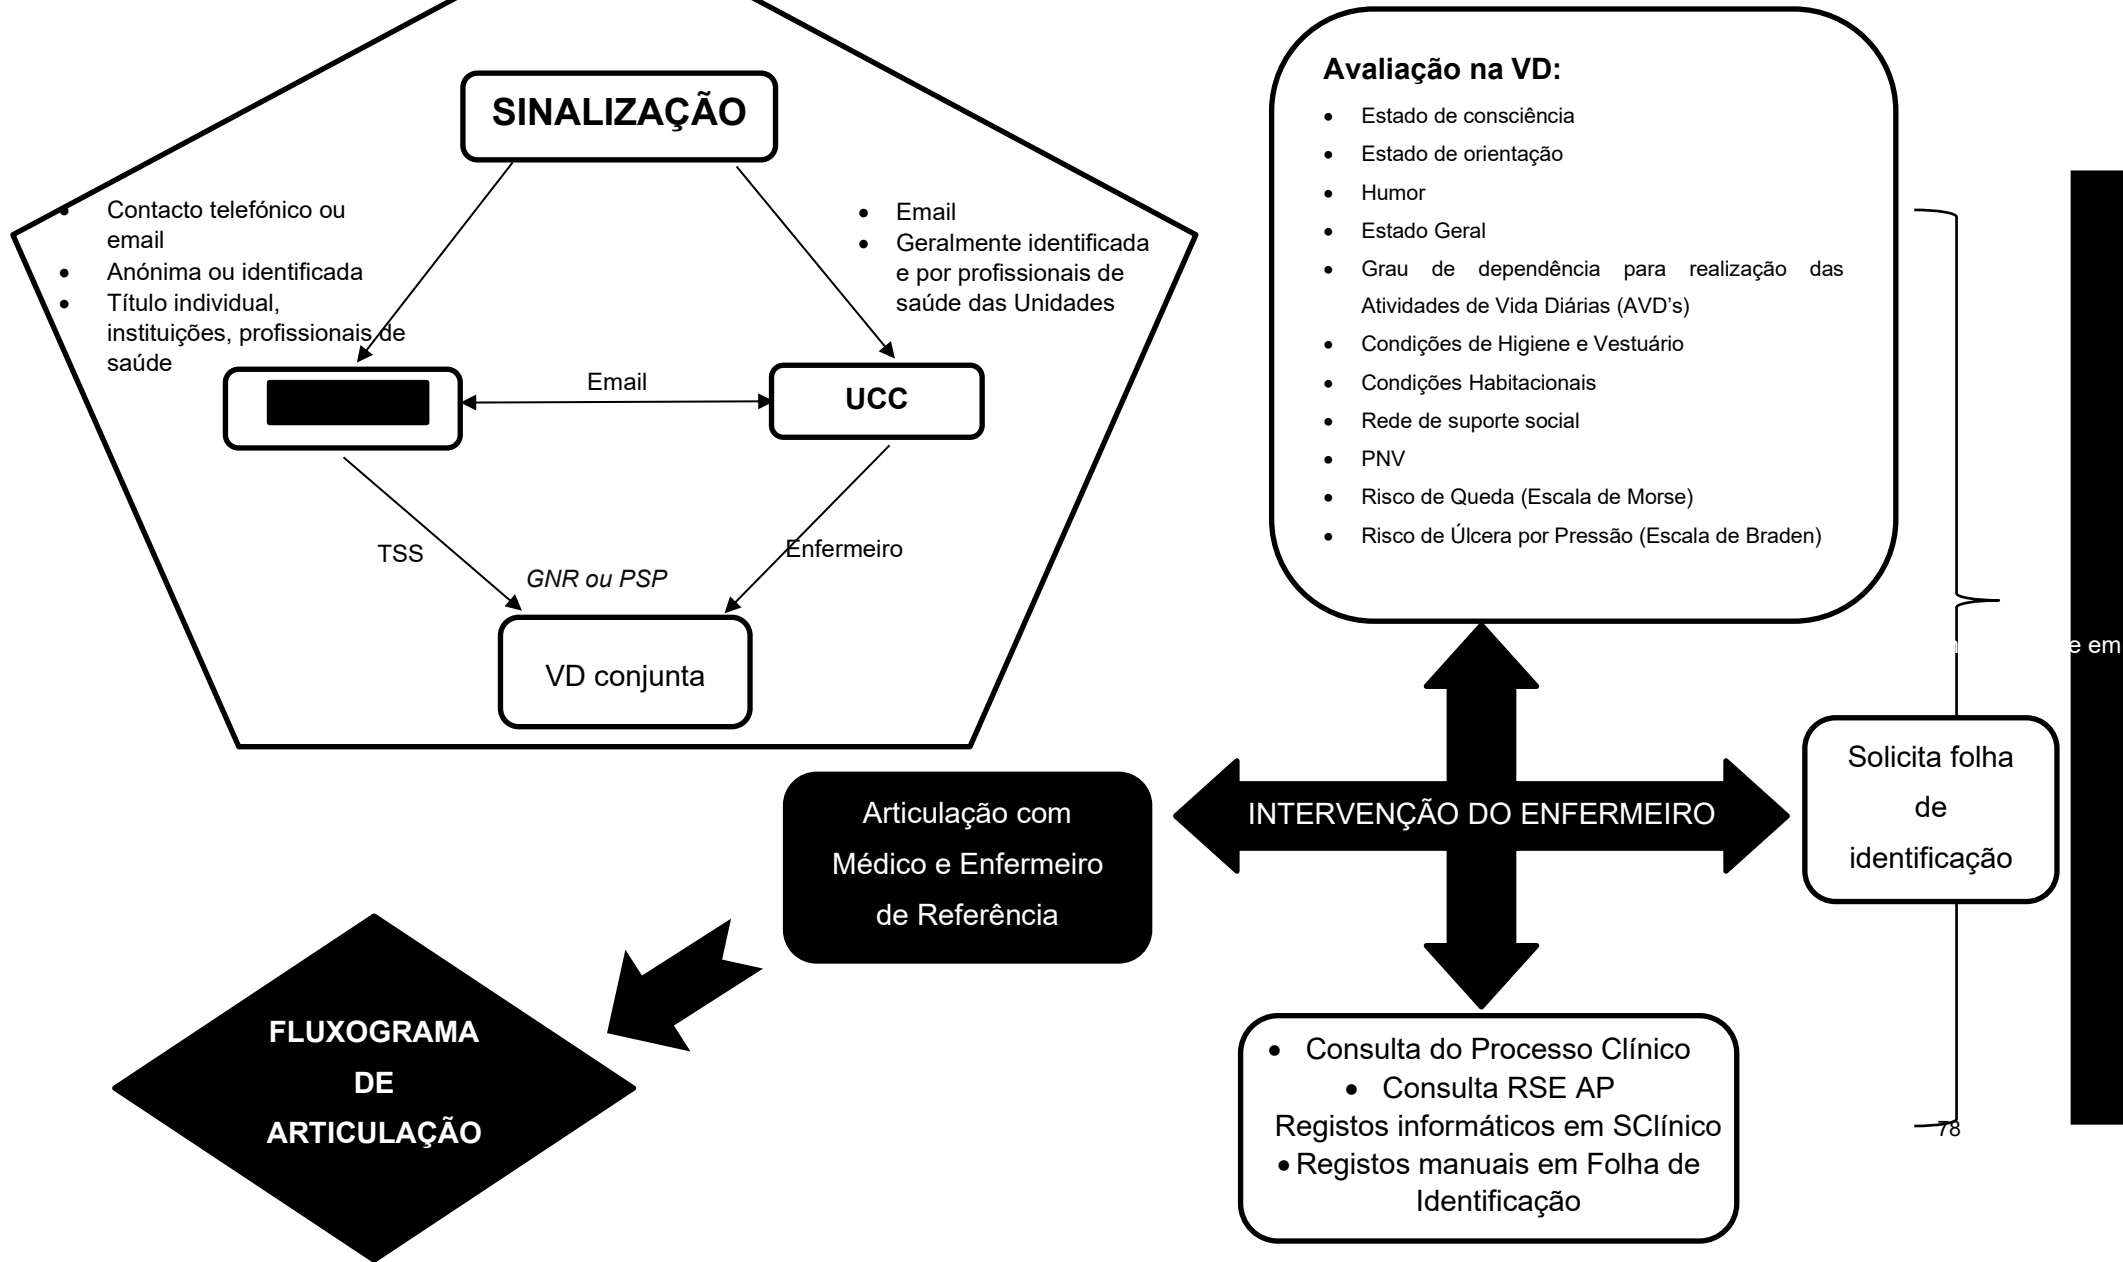 SINALIZAÇÃO
• Contacto telefónico ou
email
• Anónima ou identificada
• Título individual,
instituições, profissionais de
saúde
• Email
• Geralmente identificada
e por profissionais de
saúde das Unidades
Email
UCC
TSS
GNR ou PSP
Enfermeiro
VD conjunta
Avaliação na VD:
• Estado de consciência
• Estado de orientação
• Humor
• Estado Geral
• Grau de dependência para realização das
Atividades de Vida Diárias (AVD’s)
• Condições de Higiene e Vestuário
• Condições Habitacionais
• Rede de suporte social
• PNV
• Risco de Queda (Escala de Morse)
• Risco de Úlcera por Pressão (Escala de Braden)
em
Articulação com
Médico e Enfermeiro
de Referência
INTERVENÇÃO DO ENFERMEIRO
Solicita folha
de
identificação
FLUXOGRAMA
DE
ARTICULAÇÃO
• Consulta do Processo Clínico
• Consulta RSE AP
Registos informáticos em SClínico
• Registos manuais em Folha de
Identificação
78